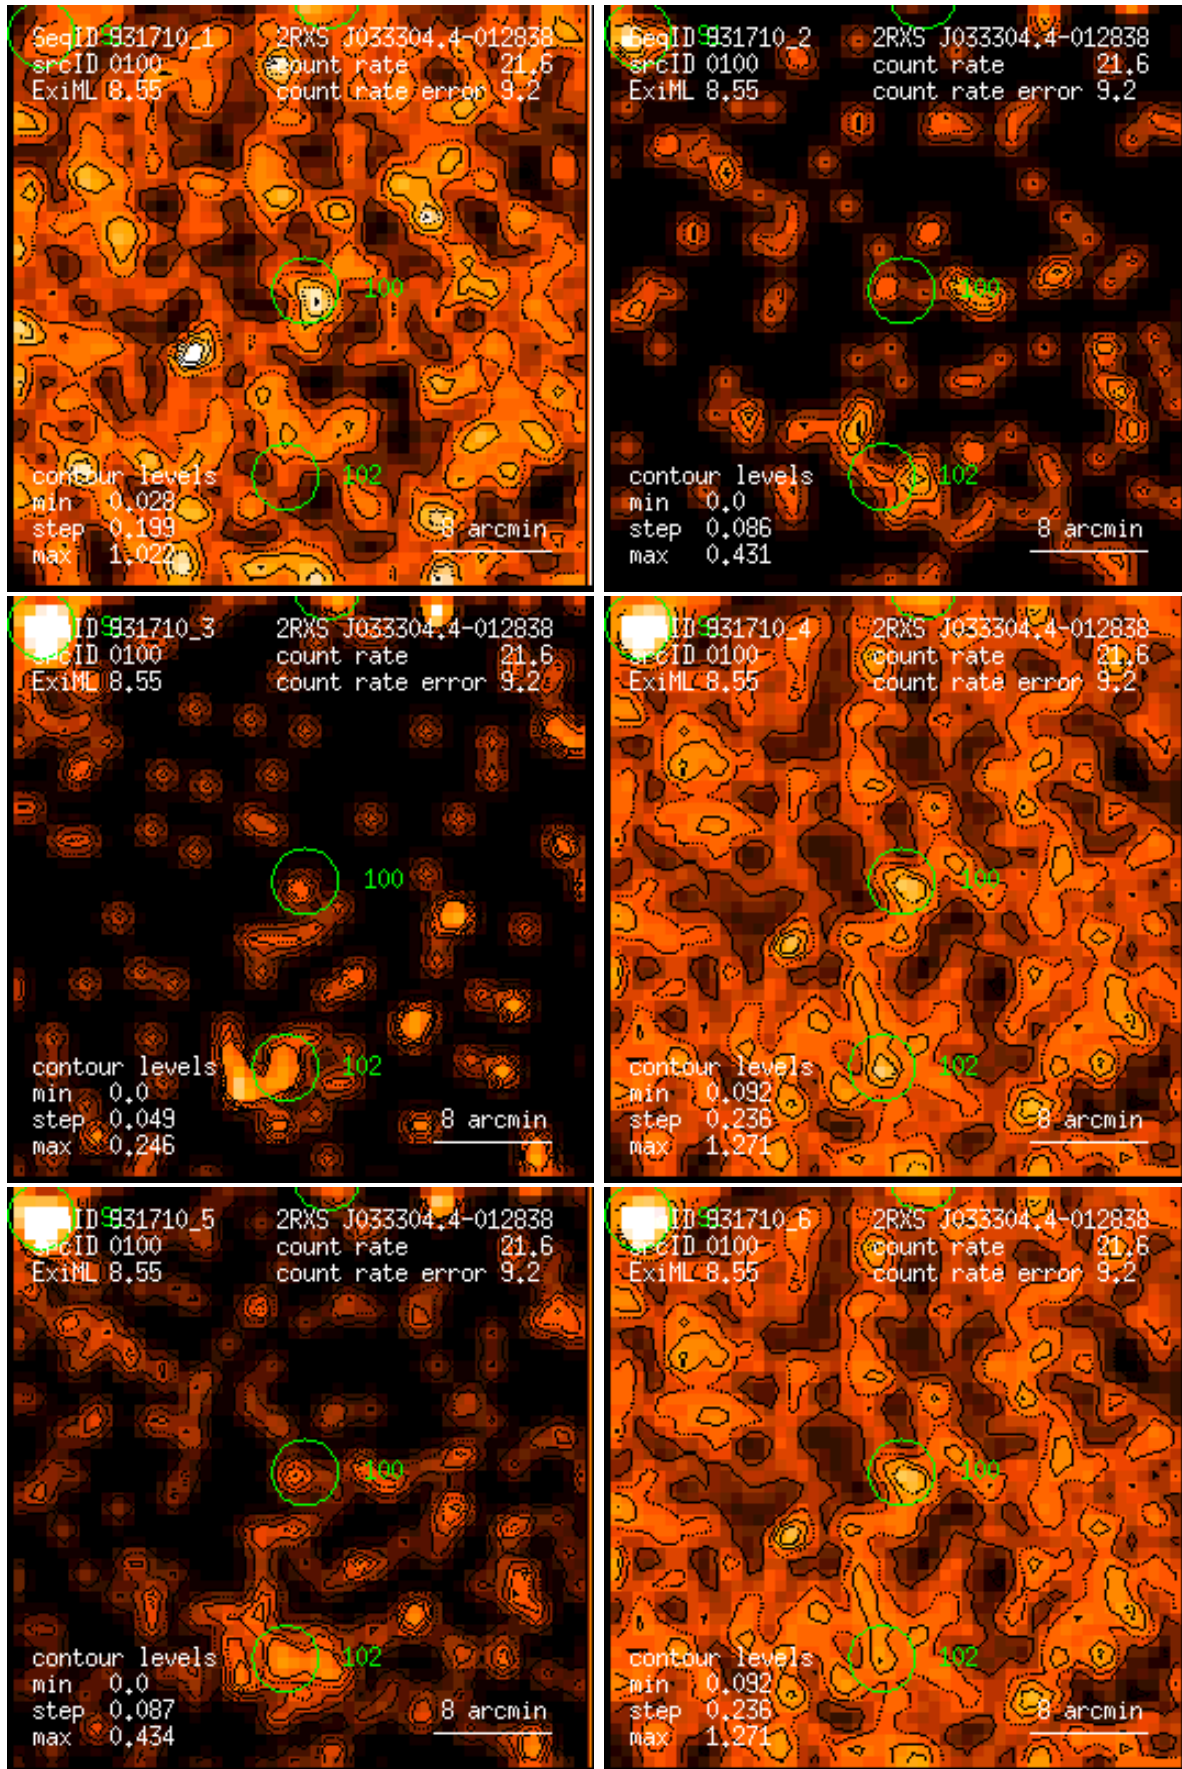 SeqID 931710_1 2RXS J033304.4-012838
srcID 0100 count rate 21.6
ExiML 8.55 count rate error 9.2
100
102
contour levels
min 0.028
step 0.199
max 1.022
8 arcmin
SeqID 931710_2 2RXS J033304.4-012838
srcID 0100 count rate 21.6
ExiML 8.55 count rate error 9.2
100
102
contour levels
min 0.0
step 0.086
max 0.431
8 arcmin
ID 931710_3 2RXS J033304.4-012838
srcID 0100 count rate 21.6
ExiML 8.55 count rate error 9.2
100
102
contour levels
min 0.0
step 0.049
max 0.246
8 arcmin
ID 931710_4 2RXS J033304.4-012838
srcID 0100 count rate 21.6
ExiML 8.55 count rate error 9.2
100
102
contour levels
min 0.092
step 0.236
max 1.271
8 arcmin
ID 931710_5 2RXS J033304.4-012838
srcID 0100 count rate 21.6
ExiML 8.55 count rate error 9.2
100
102
contour levels
min 0.0
step 0.087
max 0.434
8 arcmin
ID 931710_6 2RXS J033304.4-012838
srcID 0100 count rate 21.6
ExiML 8.55 count rate error 9.2
100
102
contour levels
min 0.092
step 0.236
max 1.271
8 arcmin